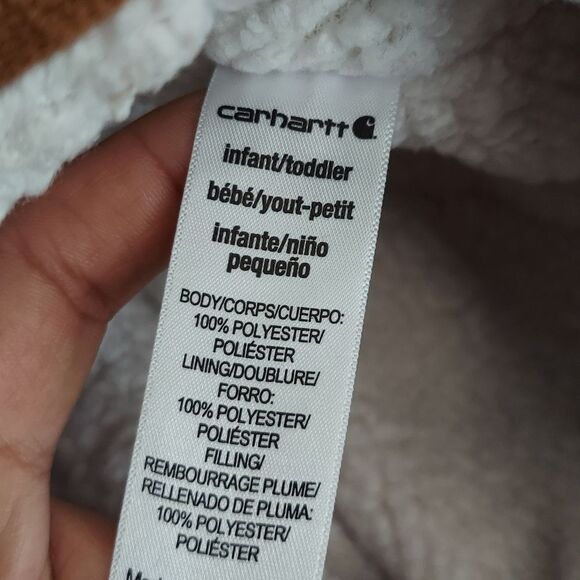 carhartt
infant/toddler
bébé/yout-petit
infante/niño
pequeño
BODY/CORPS/CUERPO:
100% POLYESTER/
POLIÉSTER
LINING/DOUBLURE/
FORRO:
100% POLYESTER/
POLIÉSTER
FILLING/
REMBOURRAGE PLUME/
RELLENADO DE PLUMA:
100% POLYESTER/
POLIÉSTER